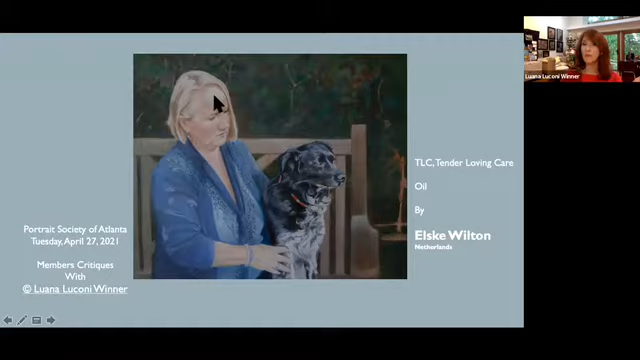 Luana Luconi Winner
TLC, Tender Loving Care
Oil
By
Elske Wilton
Netherlands
Portrait Society of Atlanta
Tuesday, April 27, 2021
Members Critiques
With
© Luana Luconi Winner